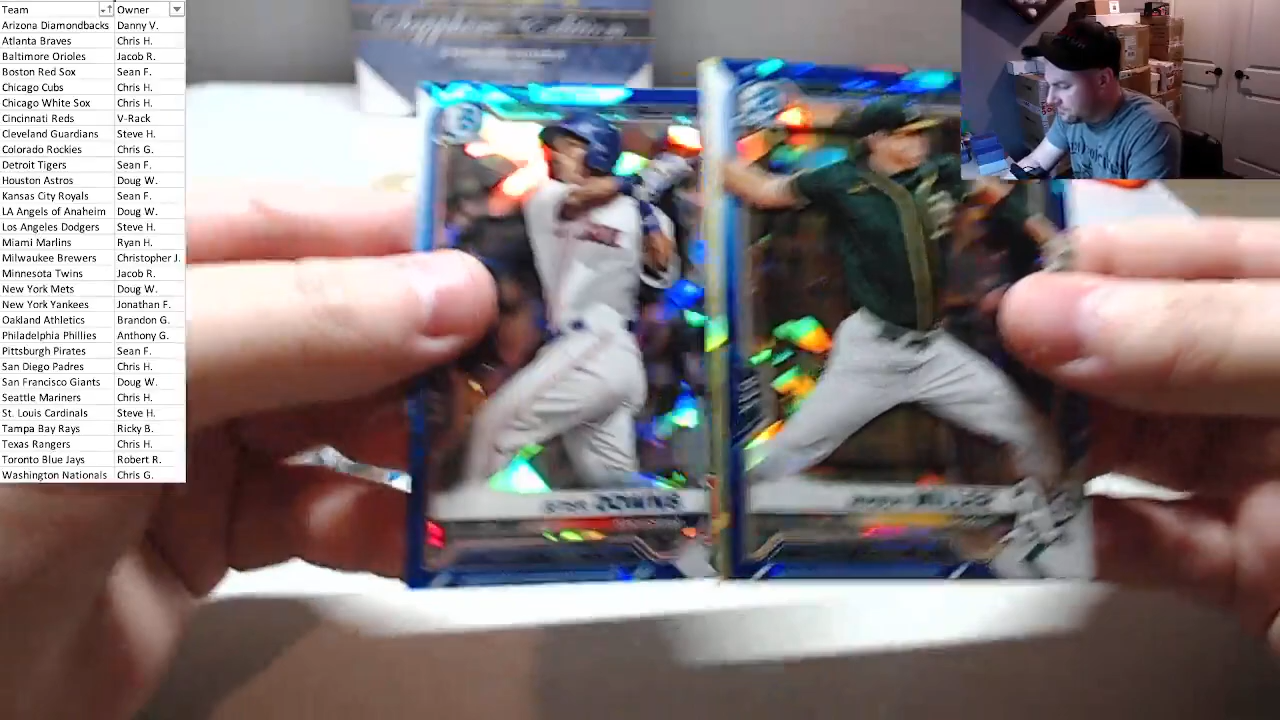 Team Owner
Arizona Diamondbacks Danny V.
Atlanta Braves Chris H.
Baltimore Orioles Jacob R.
Boston Red Sox Sean F.
Chicago Cubs Chris H.
Chicago White Sox Chris H.
Cincinnati Reds V-Rack
Cleveland Guardians Steve H.
Colorado Rockies Chris G.
Detroit Tigers Sean F.
Houston Astros Doug W.
Kansas City Royals Sean F.
LA Angels of Anaheim Doug W.
Los Angeles Dodgers Steve H.
Miami Marlins Ryan H.
Milwaukee Brewers Christopher J.
Minnesota Twins Jacob R.
New York Mets Doug W.
New York Yankees Jonathan F.
Oakland Athletics Brandon G.
Philadelphia Phillies Anthony G.
Pittsburgh Pirates Sean F.
San Diego Padres Chris H.
San Francisco Giants Doug W.
Seattle Mariners Chris H.
St. Louis Cardinals Steve H.
Tampa Bay Rays Ricky B.
Texas Rangers Chris H.
Toronto Blue Jays Robert R.
Washington Nationals Chris G.
Sapphire Edition
DOWNS